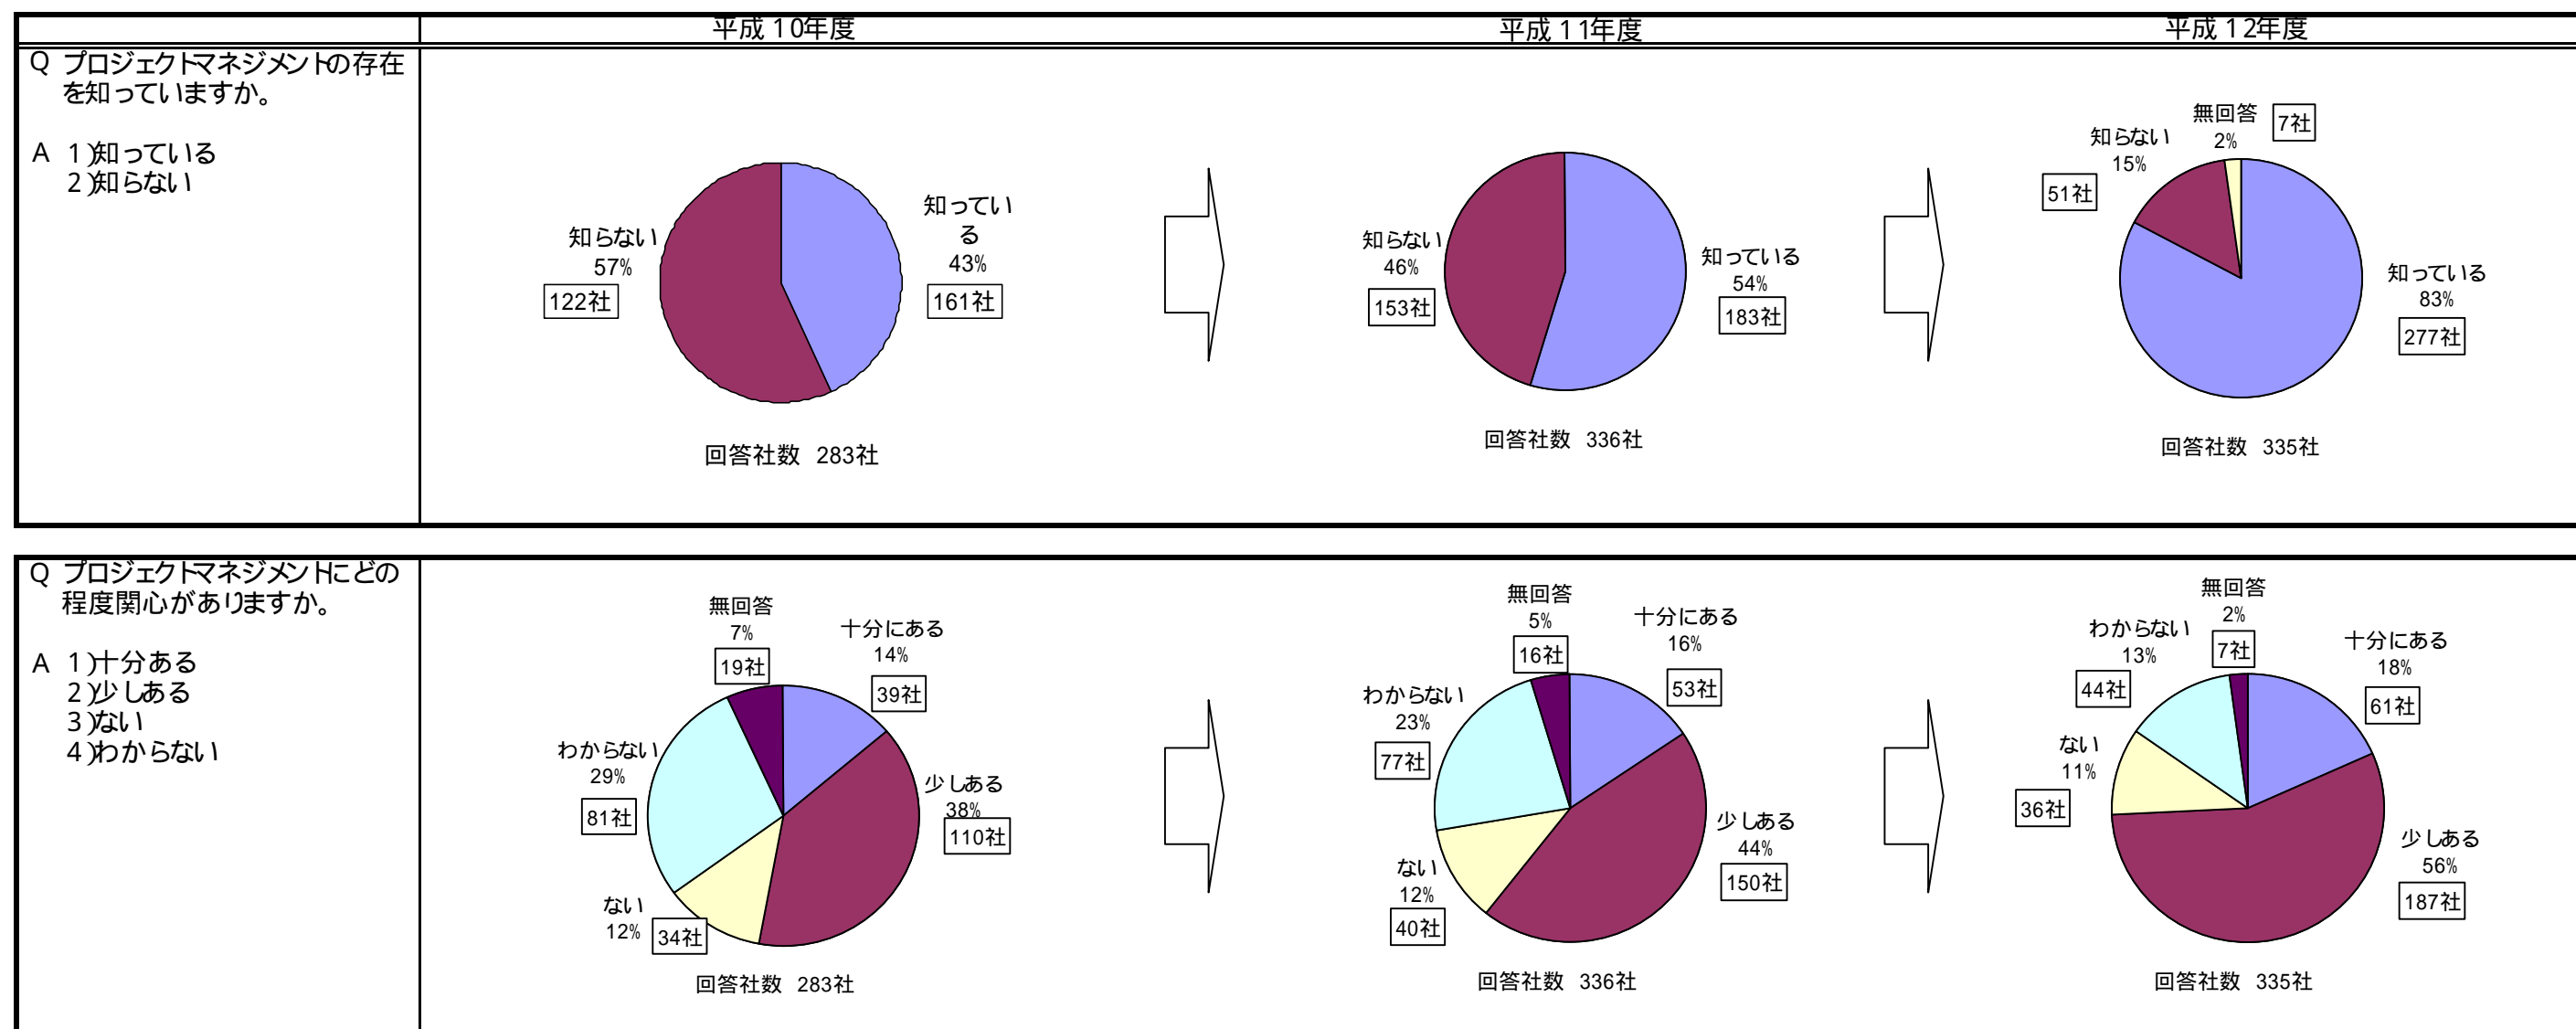 平成10年度 平成11年度 平成12年度
Q プロジェクトマネジメントの存在
を知っていますか。
A 1)知っている
2)知らない
知らない
57%
122社
知ってい
る
43%
161社
回答社数 283社
知らない
46%
153社
知っている
54%
183社
回答社数 336社
無回答
2%
7社
知らない
15%
51社
知っている
83%
277社
回答社数 335社
Q プロジェクトマネジメントにどの
程度関心がありますか。
A 1)十分ある
2)少しある
3)ない
4)わからない
無回答
7%
19社
十分にある
14%
39社
わからない
29%
81社
少しある
38%
110社
ない
12%
34社
回答社数 283社
無回答
5%
16社
十分にある
16%
53社
わからない
23%
77社
少しある
44%
150社
ない
12%
40社
回答社数 336社
無回答
2%
7社
わからない
13%
44社
十分にある
18%
61社
ない
11%
36社
少しある
56%
187社
回答社数 335社